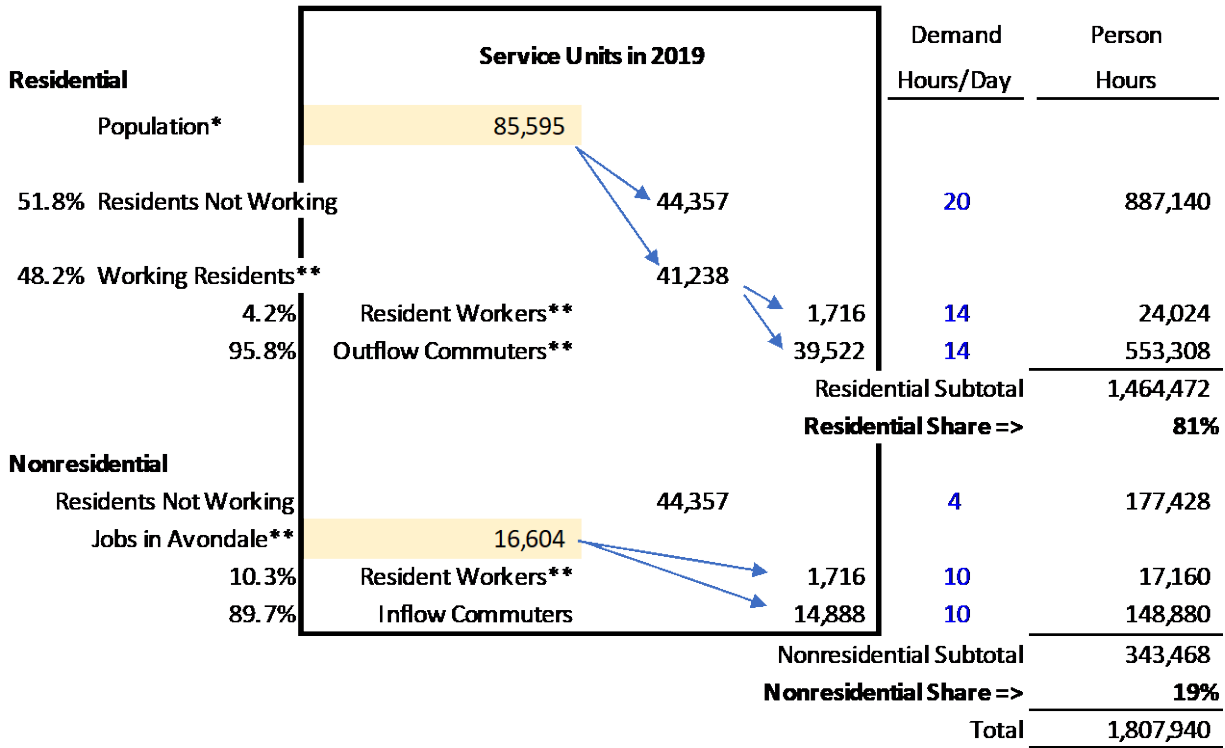 Service Units in 2019 Demand Person
Residential Hours/Day Hours
Population* 85,595
51.8% Residents Not Working 44,357 20 887,140
48.2% Working Residents** 41,238
4.2% Resident Workers** 1,716 14 24,024
95.8% Outflow Commuters** 39,522 14 553,308
Residential Subtotal 1,464,472
Residential Share => 81%
Nonresidential
Residents Not Working 44,357 4 177,428
Jobs in Avondale** 16,604
10.3% Resident Workers** 1,716 10 17,160
89.7% Inflow Commuters 14,888 10 148,880
Nonresidential Subtotal 343,468
Nonresidential Share => 19%
Total 1,807,940